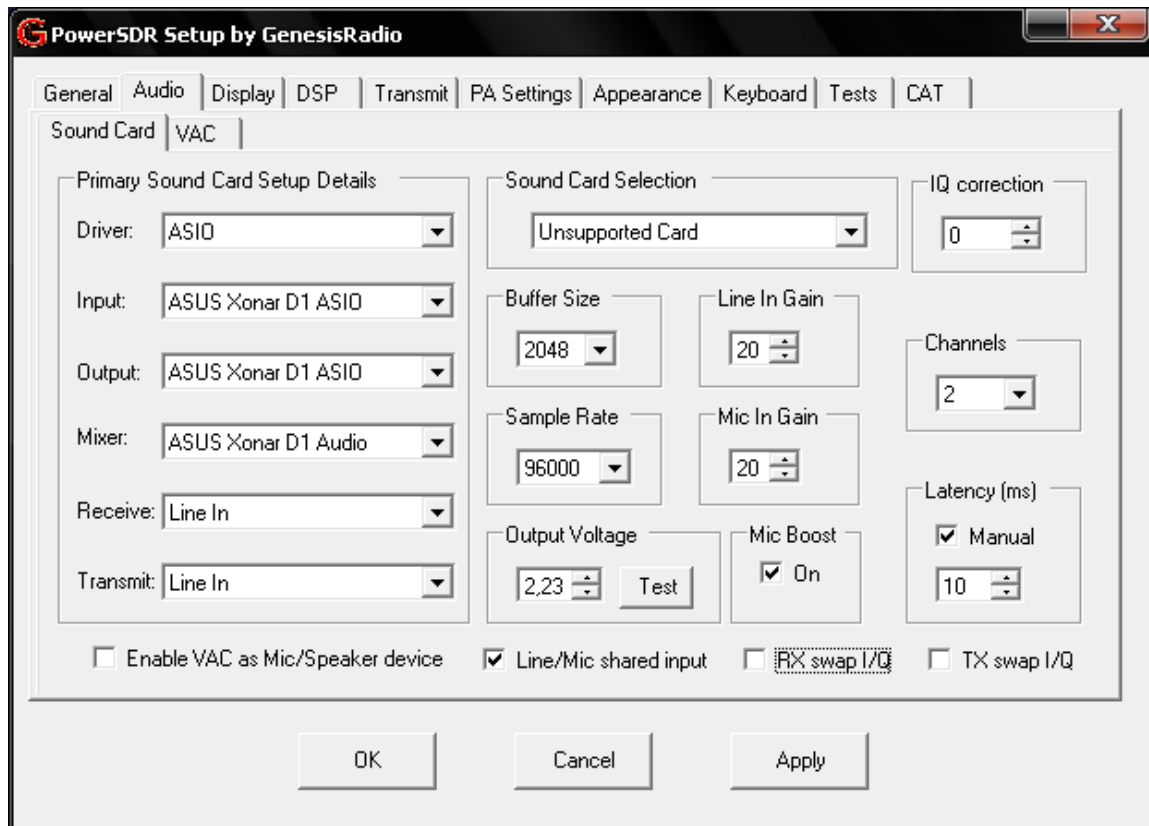 PowerSDR Setup by GenesisRadio
General
Audio
Display
DSP
Transmit
PA Settings
Appearance
Keyboard
Tests
CAT
Sound Card
VAC
Primary Sound Card Setup Details
Driver:
ASIO
Input:
ASUS Xonar D1 ASIO
Output:
ASUS Xonar D1 ASIO
Mixer:
ASUS Xonar D1 Audio
Receive:
Line In
Transmit:
Line In
Sound Card Selection
Unsupported Card
IQ correction
0
Buffer Size
2048
Line In Gain
20
Channels
2
Sample Rate
96000
Mic In Gain
20
Output Voltage
2,23
Test
Mic Boost
On
Latency (ms)
Manual
10
Enable VAC as Mic/Speaker device
Line/Mic shared input
RX swap I/Q
TX swap I/Q
OK
Cancel
Apply